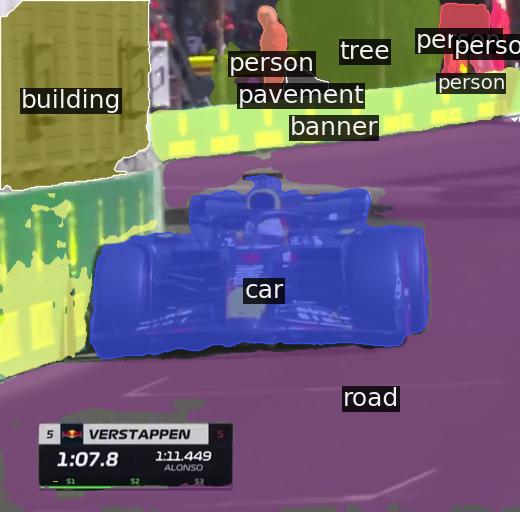 person
tree
person
person
person
building
pavement
banner
car
road
5 VERSTAPPEN 5
1:07.8 1:11.449
ALONSO
S1 S2 S3